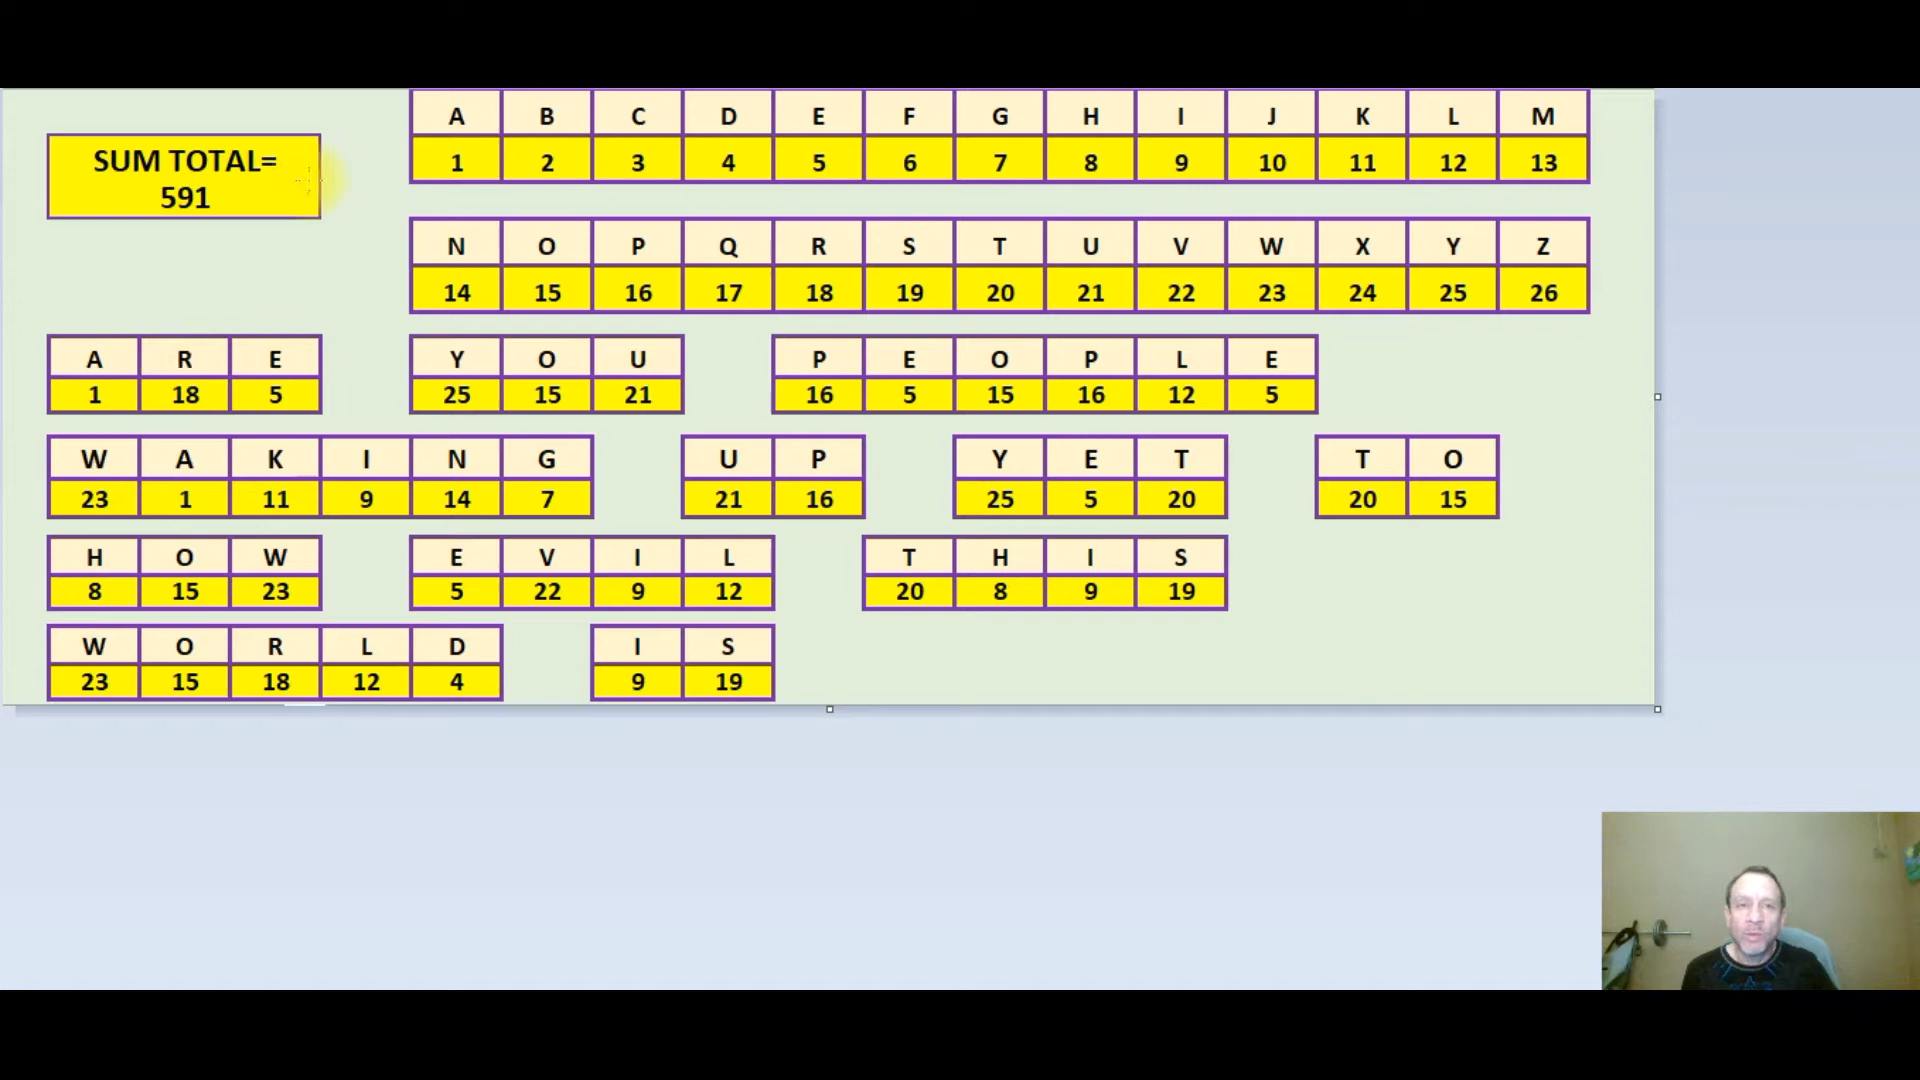 SUM TOTAL=
591
A B C D E F G H I J K L M
1 2 3 4 5 6 7 8 9 10 11 12 13
N O P Q R S T U V W X Y Z
14 15 16 17 18 19 20 21 22 23 24 25 26
A R E Y O U P E O P L E
1 18 5 25 15 21 16 5 15 16 12 5
W A K I N G U P Y E T T O
23 1 11 9 14 7 21 16 25 5 20 20 15
H O W E V I L T H I S
8 15 23 5 22 9 12 20 8 9 19
W O R L D I S
23 15 18 12 4 9 19